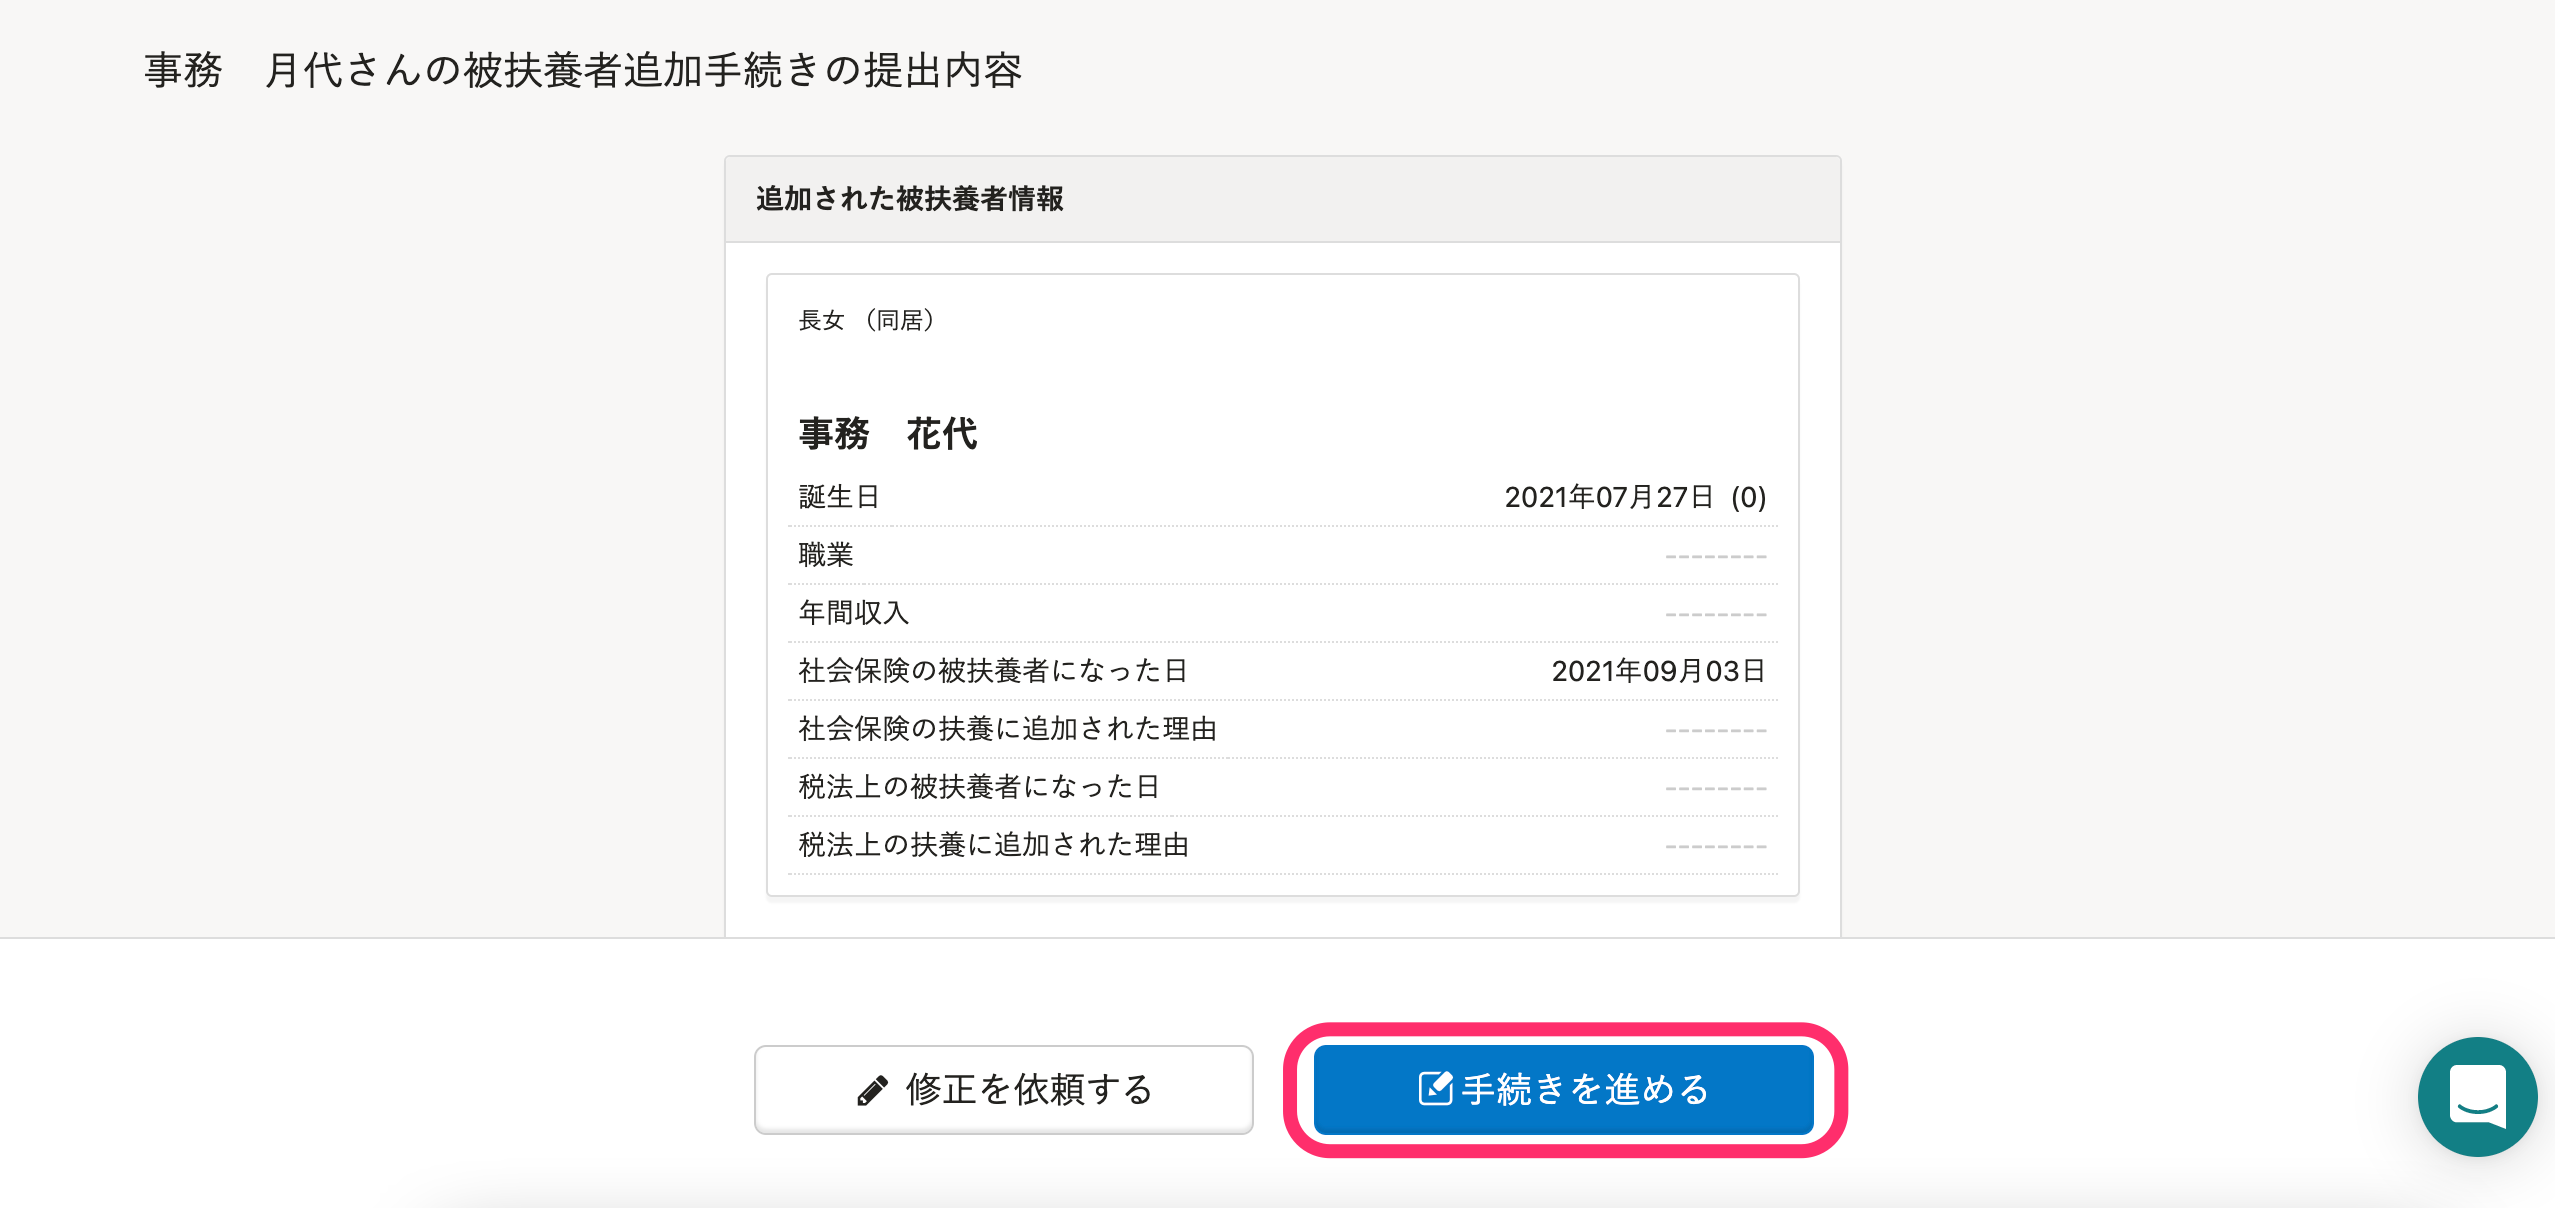 事務　月代さんの被扶養者追加手続きの提出内容
追加された被扶養者情報
長女 （同居）
事務　花代
誕生日 2021年07月27日 (0)
職業 --------
年間収入 --------
社会保険の被扶養者になった日 2021年09月03日
社会保険の扶養に追加された理由 --------
税法上の被扶養者になった日 --------
税法上の扶養に追加された理由 --------
修正を依頼する 手続きを進める